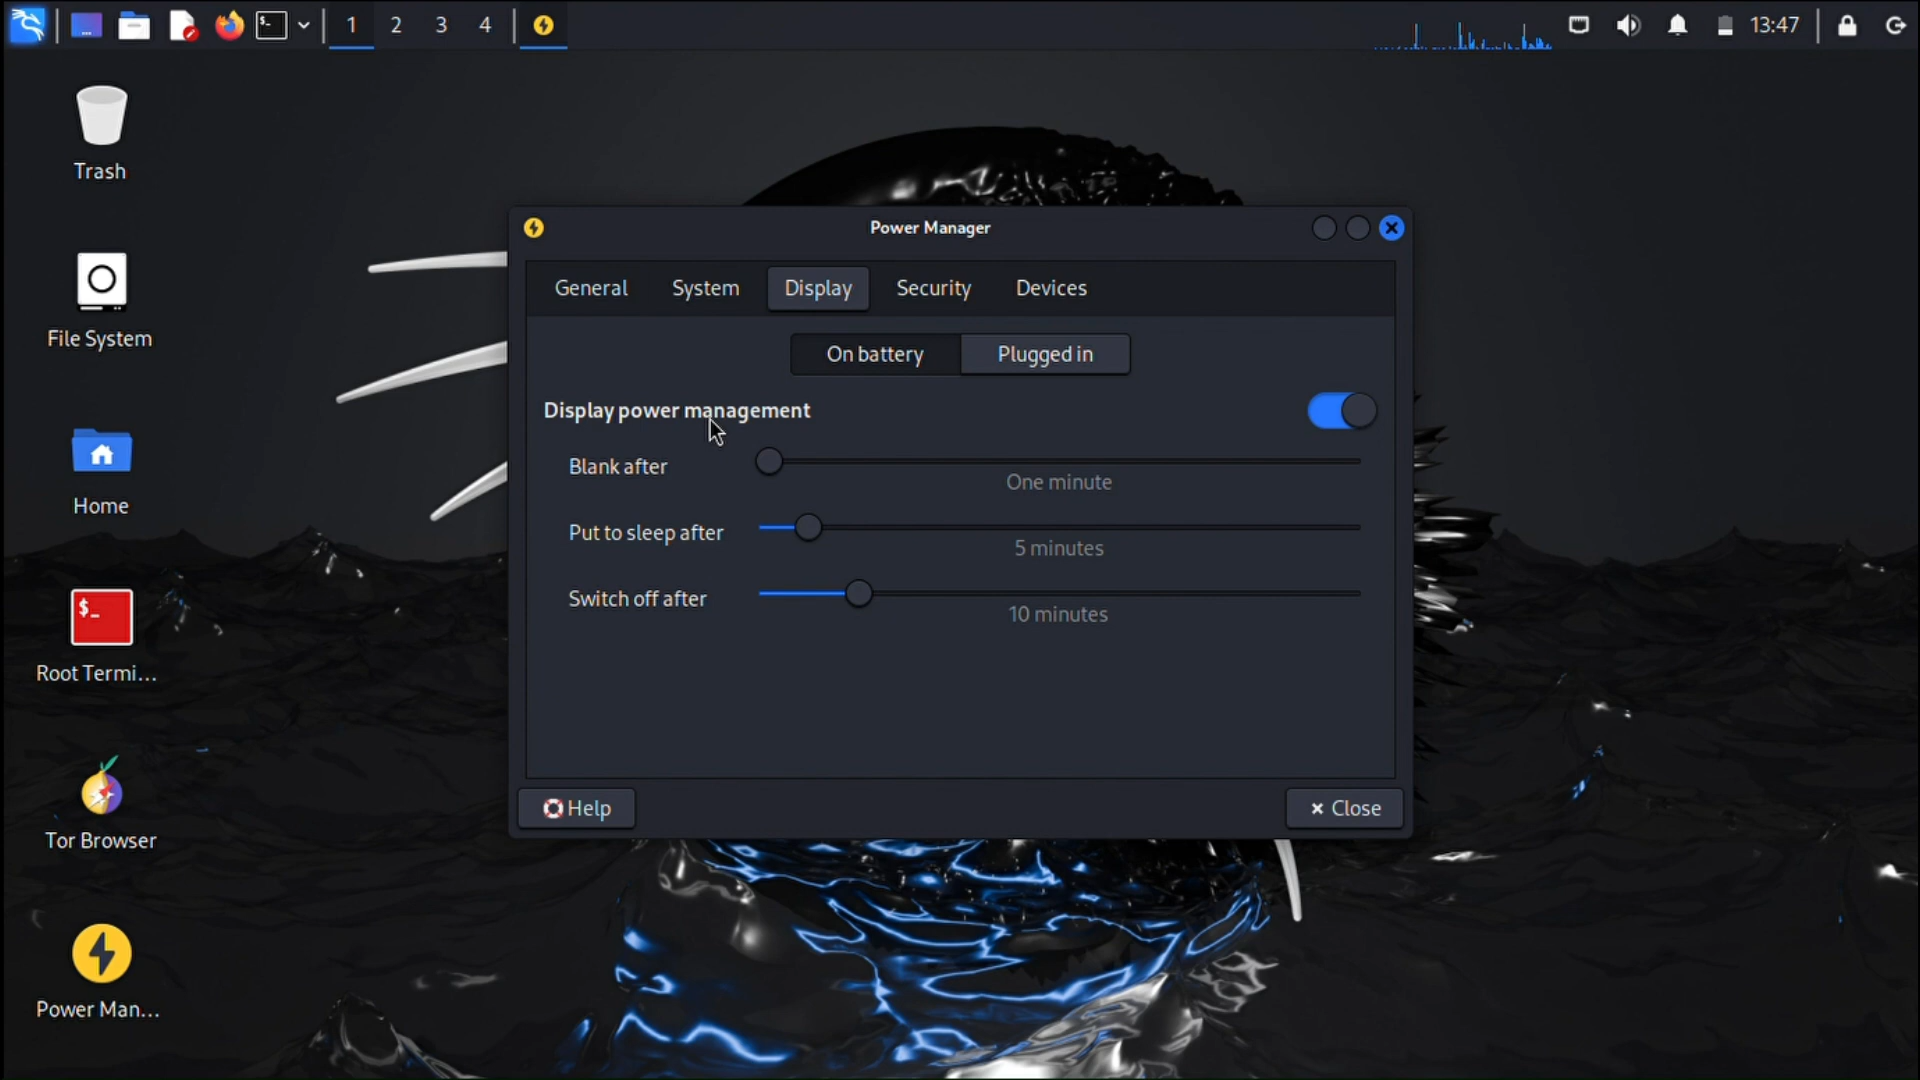 1 2 3 4
13:47
Trash
File System
Home
$_
Root Termi...
Tor Browser
Power Man...
Power Manager
General System Display Security Devices
On battery Plugged in
Display power management
Blank after
One minute
Put to sleep after
5 minutes
Switch off after
10 minutes
Help
Close